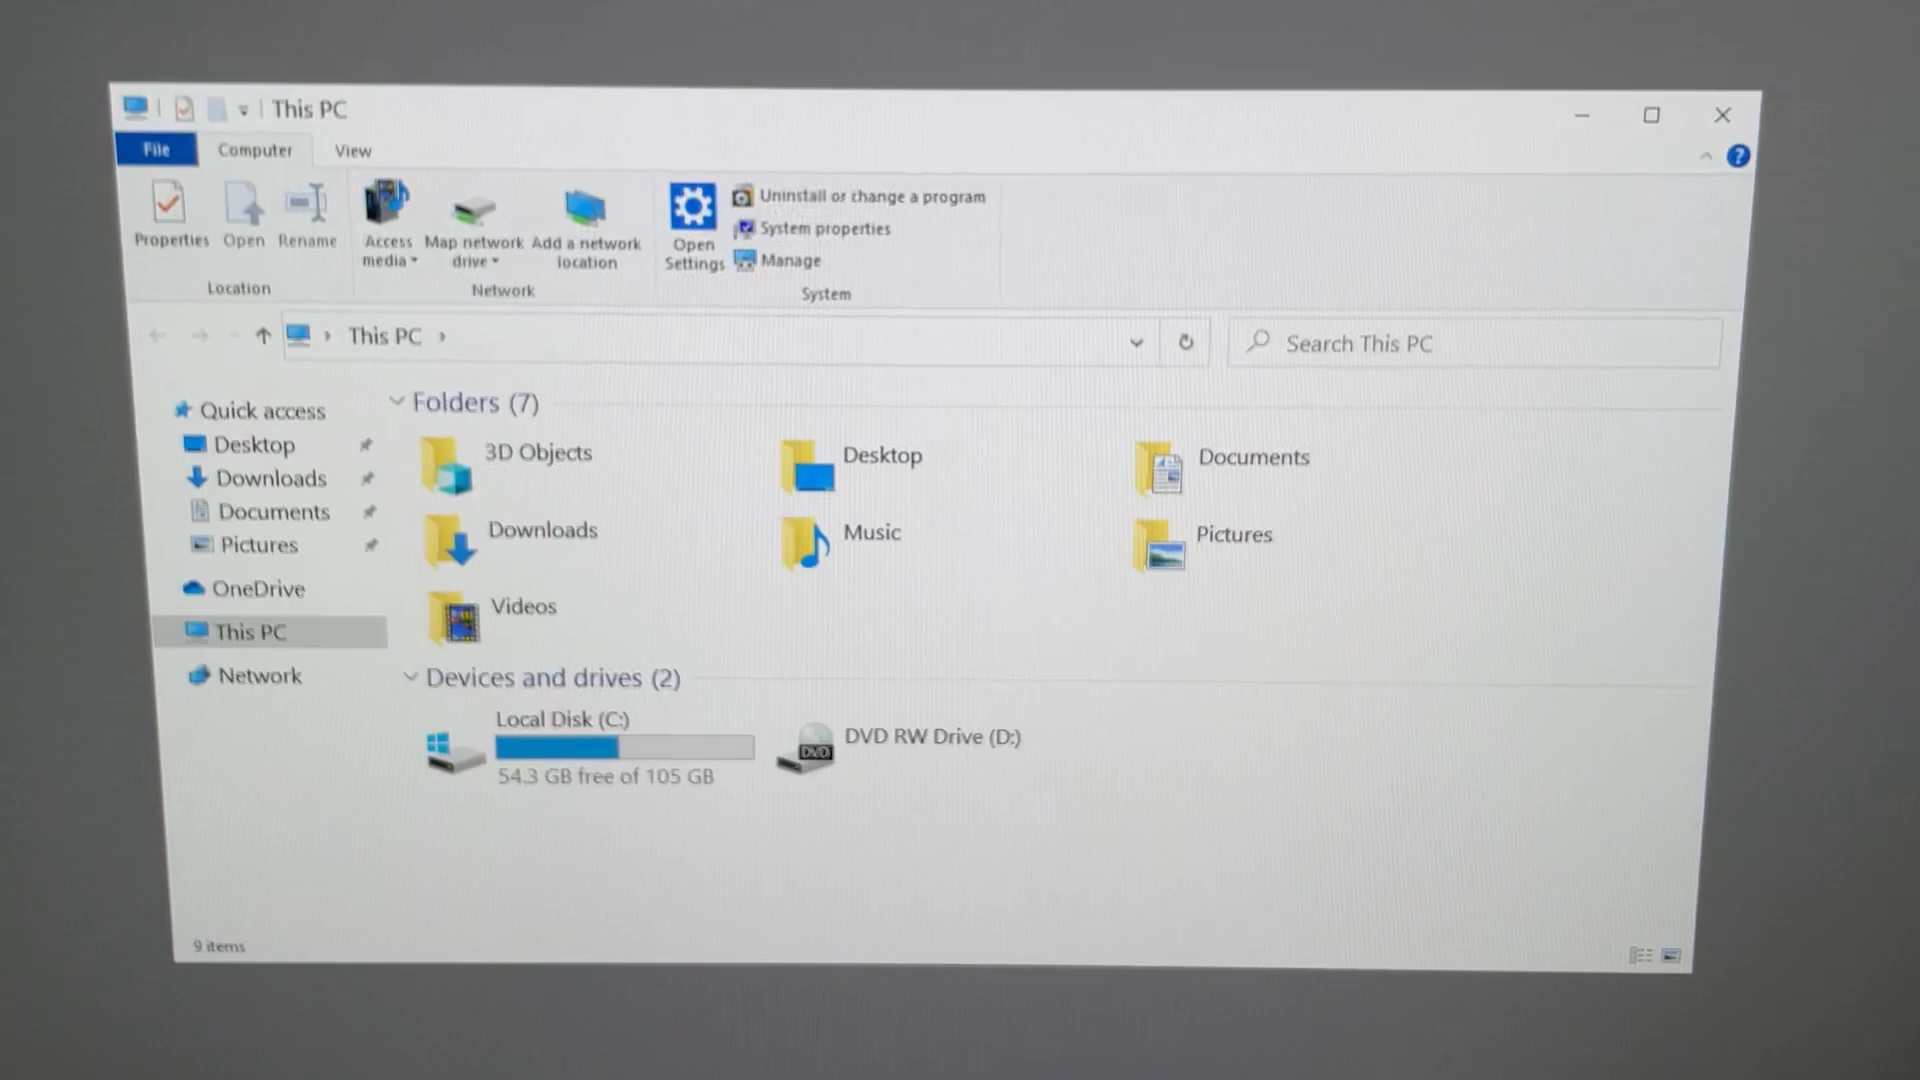 This PC
File Computer View
?
Properties Open Rename Access media Map network drive Add a network location Open Settings Uninstall or change a program
System properties
Manage
Location Network System
This PC
Search This PC
Quick access
Desktop
Downloads
Documents
Pictures
OneDrive
This PC
Network
Folders (7)
3D Objects Desktop Documents
Downloads Music Pictures
Videos
Devices and drives (2)
Local Disk (C:)
54.3 GB free of 105 GB
DVD
DVD RW Drive (D:)
9 items